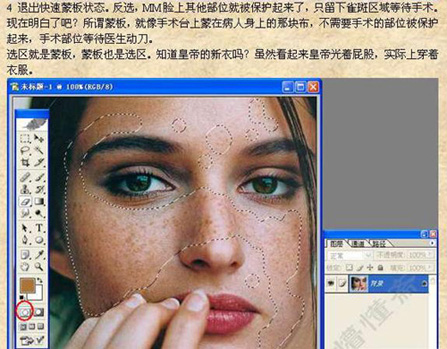 4 退出快速蒙板状态。反选，MM脸上其他部位就被保护起来了，只留下雀斑区域等待手术。
现在明白了吧？所谓蒙板，就像手术台上蒙在病人身上的那块布，不需要手术的部位被保护
起来，手术部位等待医生动刀。
选区就是蒙板，蒙板也是选区。知道皇帝的新衣吗？虽然看起来皇帝光着屁股，实际上穿着
衣服。
未标题-1 @ 100% (RGB/8)
图层 通道 路径
正常 不透明度: 100%
锁定: 填充: 100%
背景
懵懂